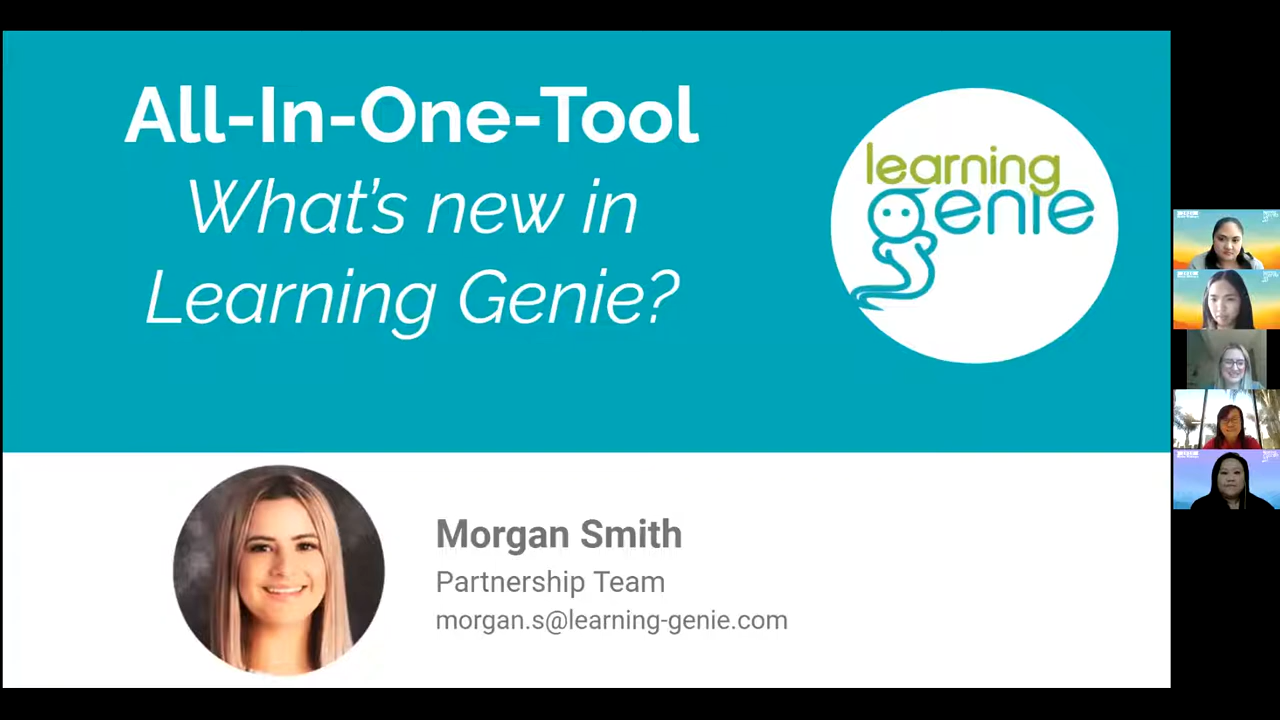 All-In-One-Tool
What's new in
Learning Genie?
learning
genie
Morgan Smith
Partnership Team
morgan.s@learning-genie.com